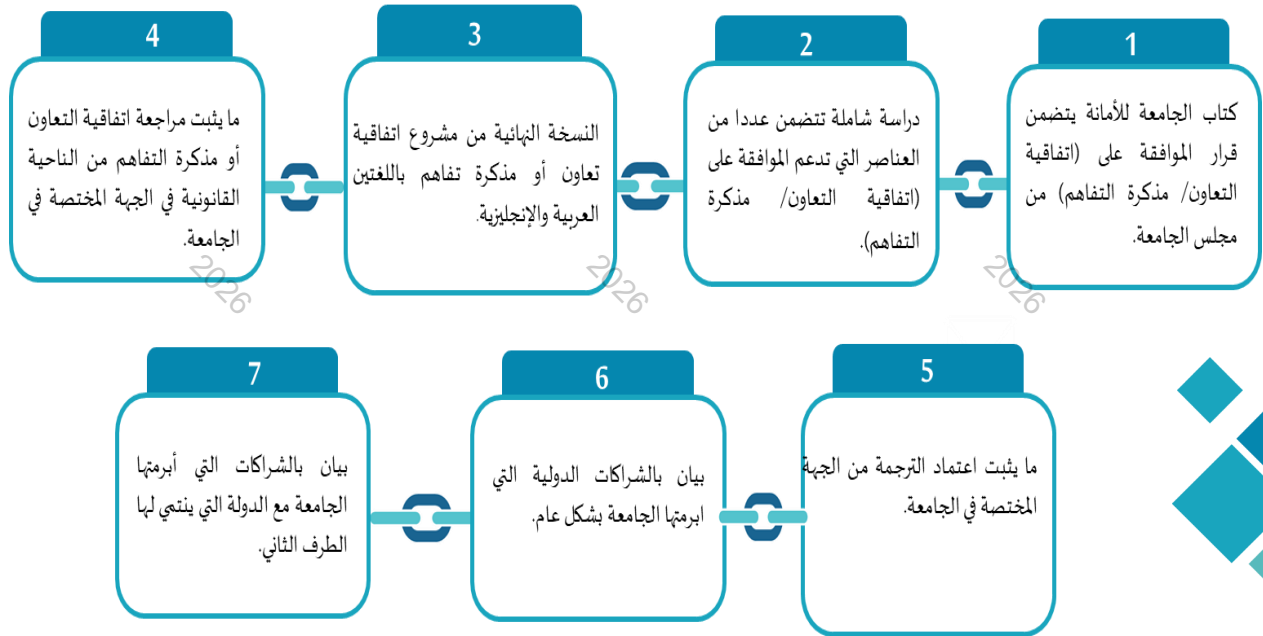 1
كتاب الجامعة للأمانة يتضمن
قرار الموافقة على (اتفاقية
التعاون/ مذكرة التفاهم) من
مجلس الجامعة.
2
دراسة شاملة تتضمن عددا من
العناصر التي تدعم الموافقة على
(اتفاقية التعاون/ مذكرة
التفاهم).
3
النسخة النهائية من مشروع اتفاقية
تعاون أو مذكرة تفاهم باللغتين
العربية والإنجليزية.
4
ما يثبت مراجعة اتفاقية التعاون
أو مذكرة التفاهم من الناحية
القانونية في الجهة المختصة في
الجامعة.
2026
2026
2026
5
ما يثبت اعتماد الترجمة من الجهة
المختصة في الجامعة.
6
بيان بالشراكات الدولية التي
ابرمتها الجامعة بشكل عام.
7
بيان بالشراكات التي أبرمتها
الجامعة مع الدولة التي ينتمي لها
الطرف الثاني.